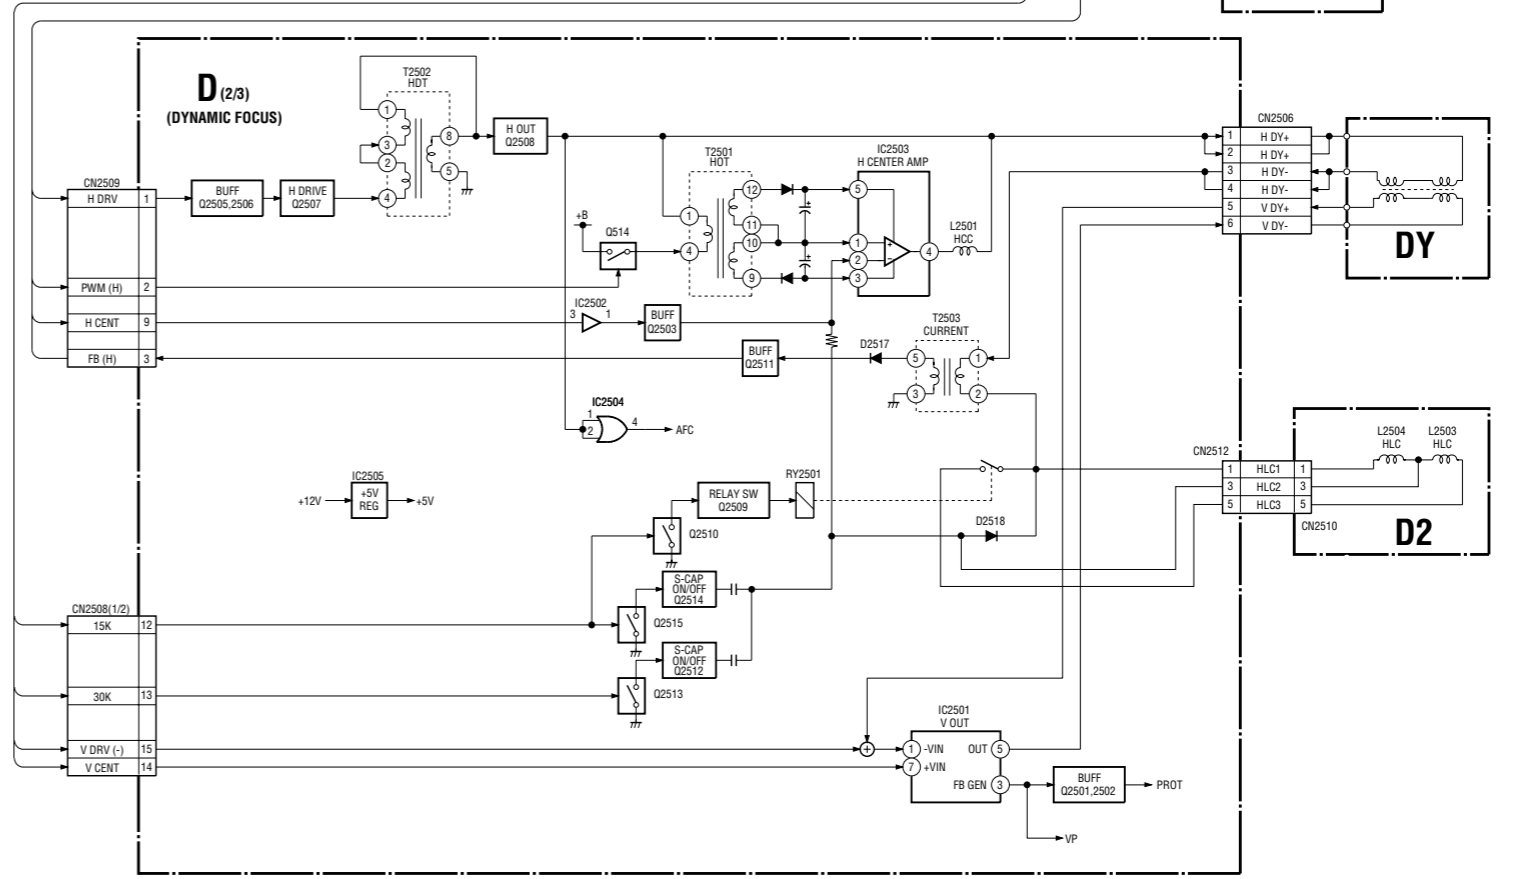 D (2/3)
(DYNAMIC FOCUS)
T2502
HDT
1
3
2
4
8
5
H OUT
Q2508
CN2509
H DRV 1
PWM (H) 2
H CENT 9
FB (H) 3
BUFF
Q2505,2506
H DRIVE
Q2507
+B
Q514
T2501
HOT
1
4
12
11
10
9
IC2503
H CENTER AMP
5
1
2
3
+
−
4
+
+
L2501
HCC
CN2506
1 H DY+
2 H DY+
3 H DY-
4 H DY-
5 V DY+
6 V DY-
DY
IC2502
3 1
BUFF
Q2503
BUFF
Q2511
D2517
T2503
CURRENT
5
3
1
2
IC2504
1
2
4
AFC
IC2505
+12V
+5V
REG
+5V
RELAY SW
Q2509
RY2501
Q2510
D2518
CN2512
1 HLC1 1
3 HLC2 3
5 HLC3 5
CN2510
L2504
HLC
L2503
HLC
D2
S-CAP
ON/OFF
Q2514
Q2515
S-CAP
ON/OFF
Q2512
Q2513
CN2508(1/2)
15K 12
30K 13
V DRV (-) 15
V CENT 14
+
IC2501
V OUT
1 -VIN
7 +VIN
OUT 5
FB GEN 3
BUFF
Q2501,2502
PROT
VP